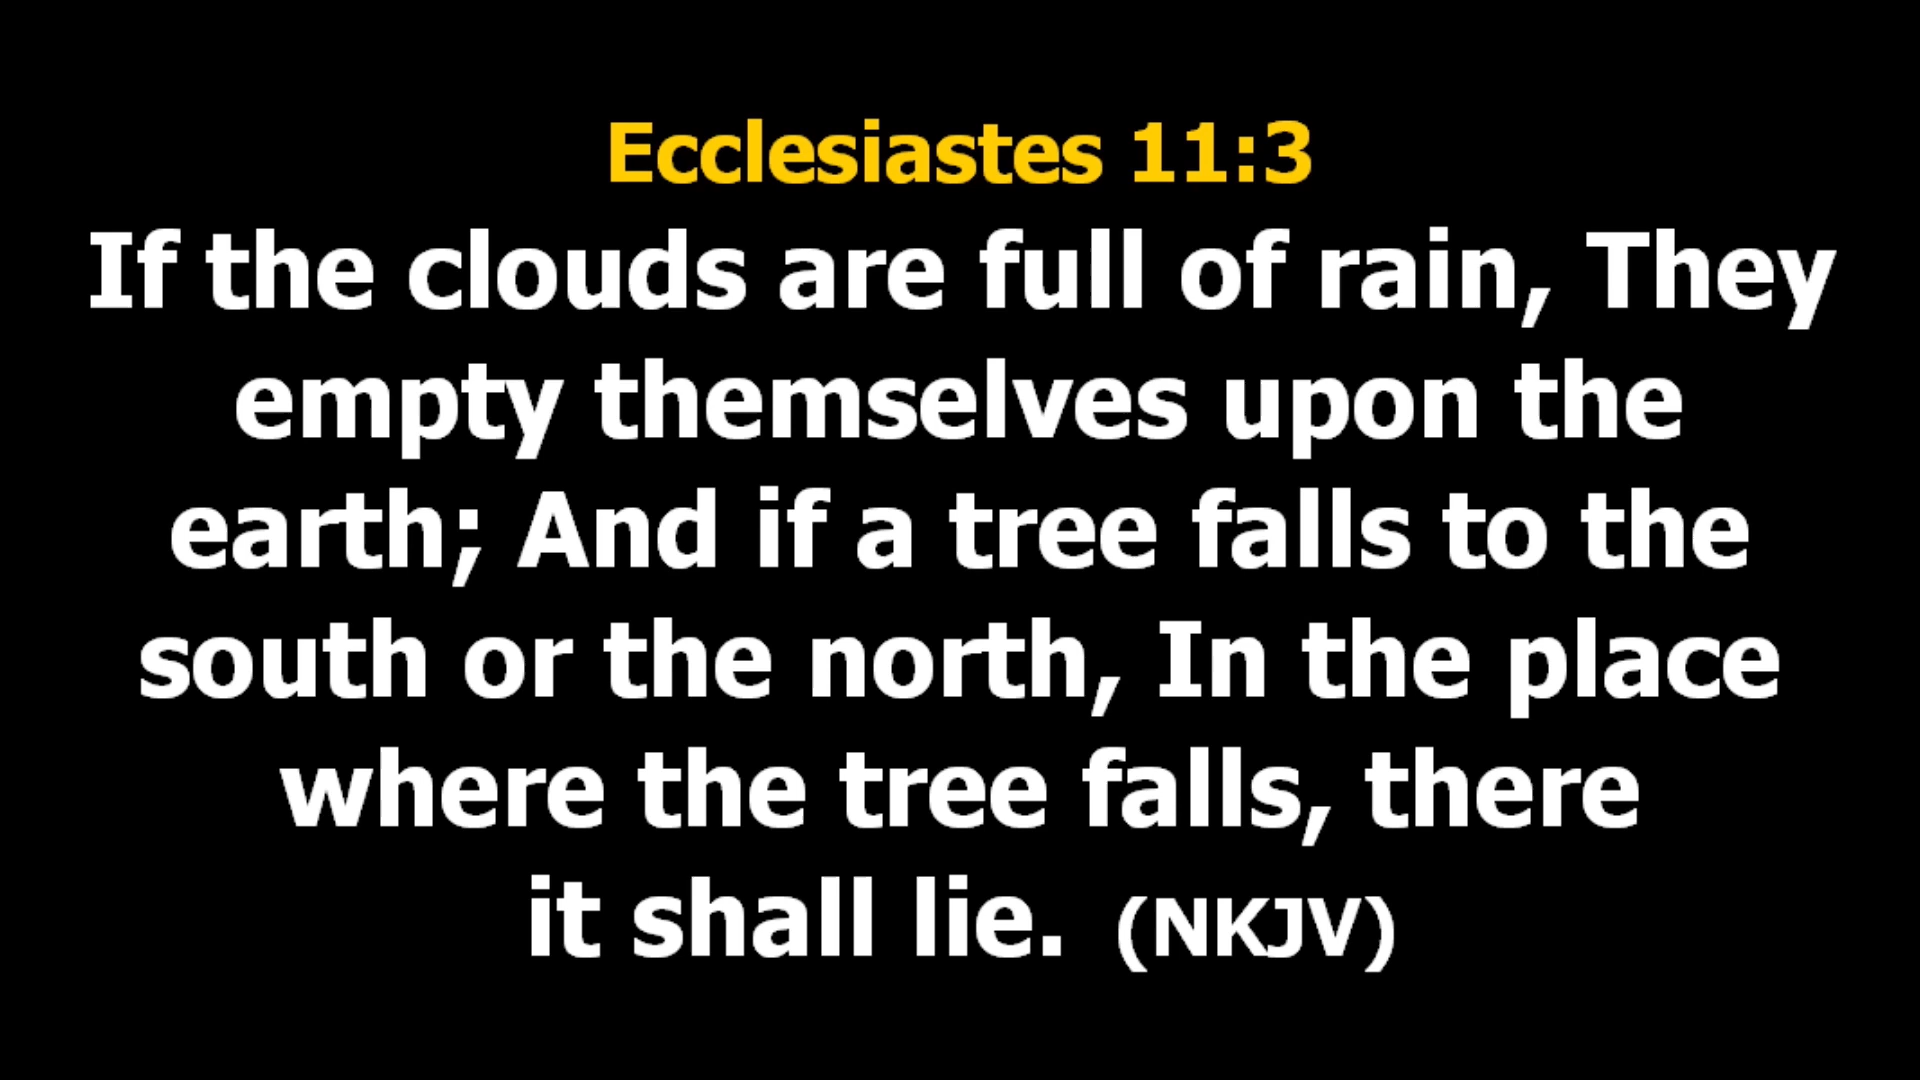 Ecclesiastes 11:3
If the clouds are full of rain, They
empty themselves upon the
earth; And if a tree falls to the
south or the north, In the place
where the tree falls, there
it shall lie. (NKJV)